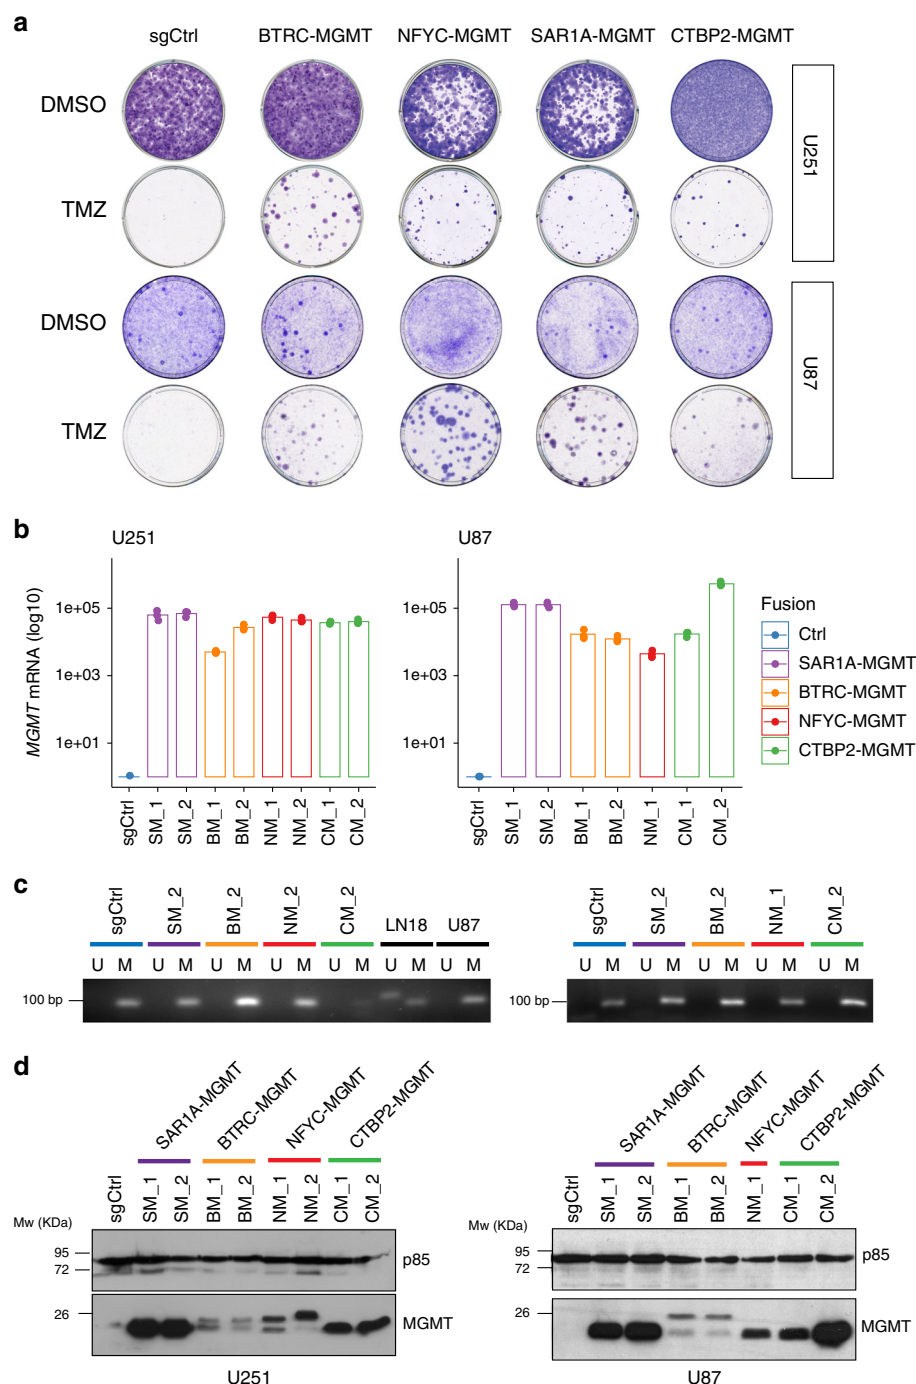 a
sgCtrl BTRC-MGMT NFYC-MGMT SAR1A-MGMT CTBP2-MGMT
DMSO
U251
TMZ
DMSO
U87
TMZ
b
U251 U87
MGMT mRNA (log10)
1e+05 1e+05
1e+03 1e+03
1e+01 1e+01
sgCtrl SM_1 SM_2 BM_1 BM_2 NM_1 NM_2 CM_1 CM_2
sgCtrl SM_1 SM_2 BM_1 BM_2 NM_1 CM_1 CM_2
Fusion
Ctrl
SAR1A-MGMT
BTRC-MGMT
NFYC-MGMT
CTBP2-MGMT
c
sgCtrl SM_2 BM_2 NM_2 CM_2 LN18 U87
U M U M U M U M U M U M U M
100 bp
sgCtrl SM_2 BM_2 NM_1 CM_2
U M U M U M U M U M
100 bp
d
SAR1A-MGMT BTRC-MGMT NFYC-MGMT CTBP2-MGMT
sgCtrl SM_1 SM_2 BM_1 BM_2 NM_1 NM_2 CM_1 CM_2
Mw (KDa)
95
72
p85
26
MGMT
U251
SAR1A-MGMT BTRC-MGMT NFYC-MGMT CTBP2-MGMT
sgCtrl SM_1 SM_2 BM_1 BM_2 NM_1 CM_1 CM_2
Mw (KDa)
95
72
p85
26
MGMT
U87